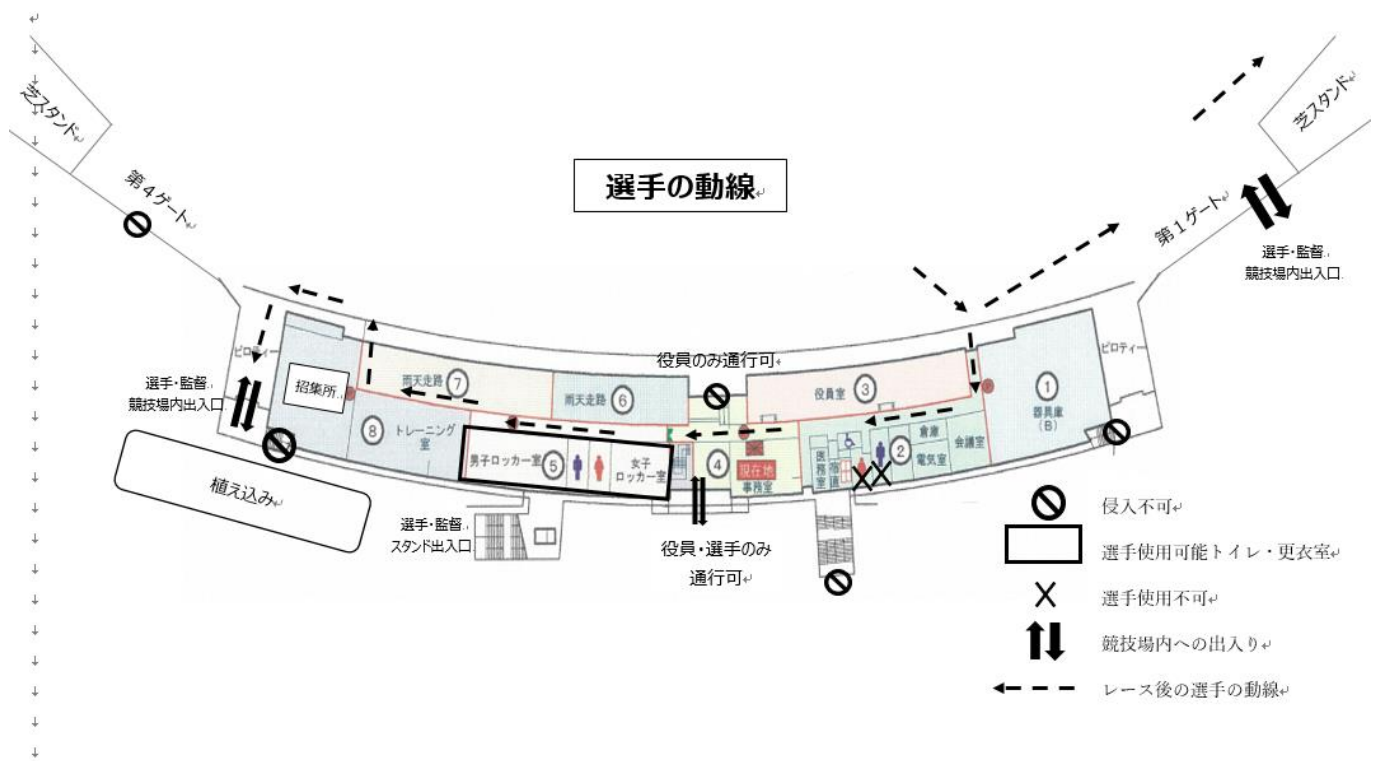 選手の動線
芝スタンド
芝スタンド
第4ゲート
第1ゲート
選手・監督
競技場内出入口
ピロティー
ピロティー
役員のみ通行可
選手・監督
競技場内出入口
招集所
雨天走路 ⑦
雨天走路 ⑥
役員室 ③
①
器具庫
(B)
⑧ トレーニング
室
男子ロッカー室 ⑤
女子
ロッカー室
④
現在地
事務室
医務室
宿直
②
倉庫
電気室
会議室
植え込み
選手・監督
スタンド出入口
役員・選手のみ
通行可
侵入不可
選手使用可能トイレ・更衣室
選手使用不可
競技場内への出入り
レース後の選手の動線